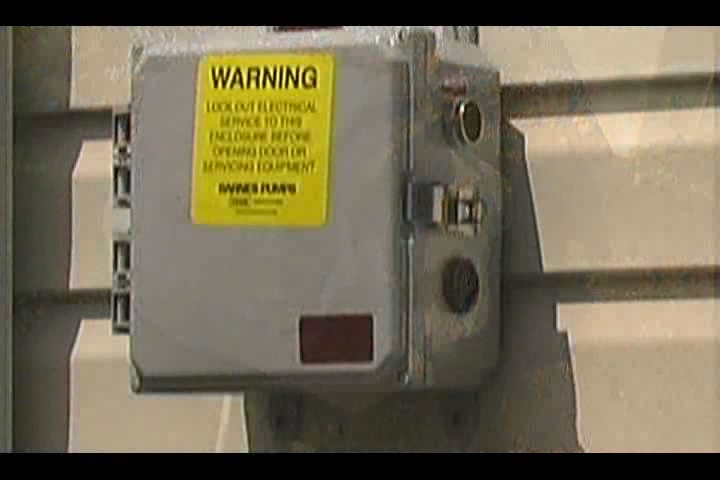 WARNING
LOCK OUT ELECTRICAL
SERVICE TO THIS
ENCLOSURE BEFORE
OPENING DOOR OR
SERVICING EQUIPMENT
BARNES PUMPS